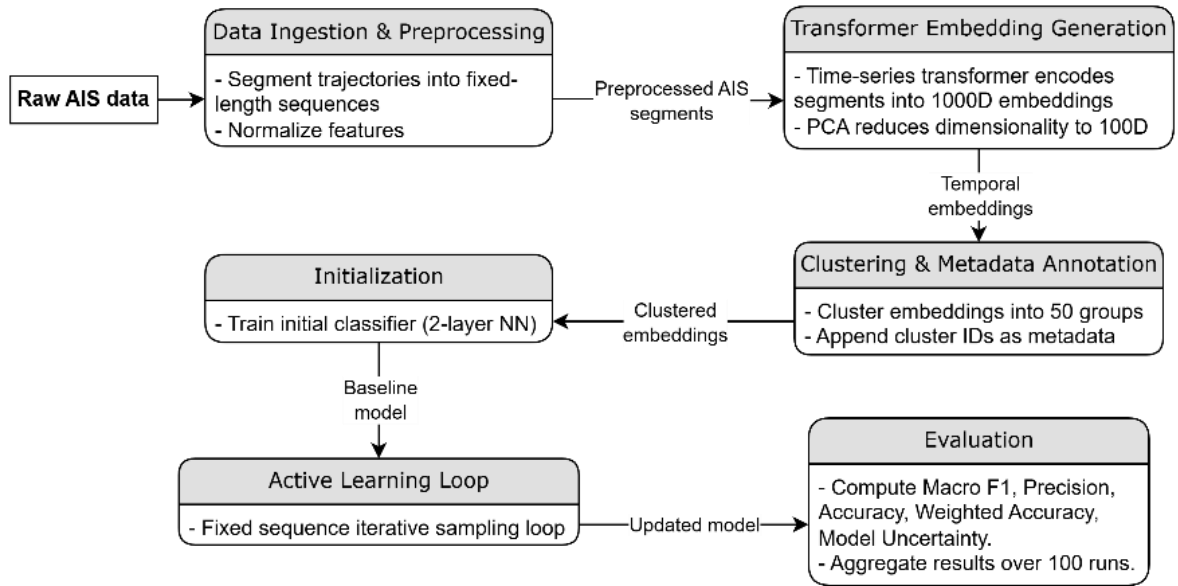 Raw AIS data
Data Ingestion & Preprocessing
- Segment trajectories into fixed-
length sequences
- Normalize features
Preprocessed AIS
segments
Transformer Embedding Generation
- Time-series transformer encodes
segments into 1000D embeddings
- PCA reduces dimensionality to 100D
Temporal
embeddings
Clustering & Metadata Annotation
- Cluster embeddings into 50 groups
- Append cluster IDs as metadata
Clustered
embeddings
Initialization
- Train initial classifier (2-layer NN)
Baseline
model
Active Learning Loop
- Fixed sequence iterative sampling loop
Updated model
Evaluation
- Compute Macro F1, Precision,
Accuracy, Weighted Accuracy,
Model Uncertainty.
- Aggregate results over 100 runs.